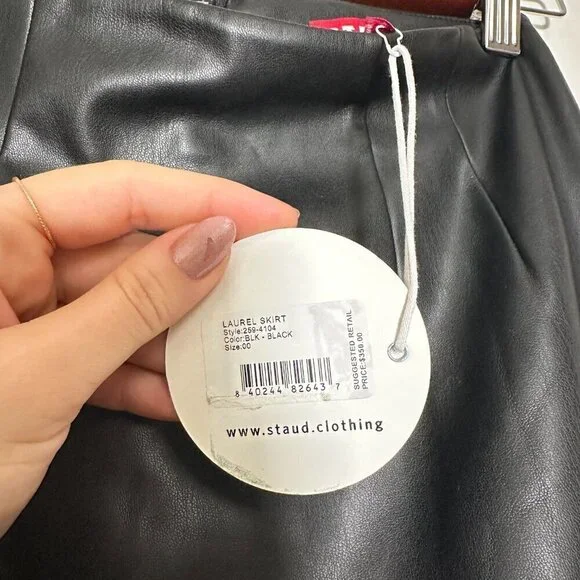 LAUREL SKIRT
Style:259-4104
Color:BLK - BLACK
Size:00
8 40244 82643 7
SUGGESTED RETAIL
PRICE:$350.00
www.staud.clothing